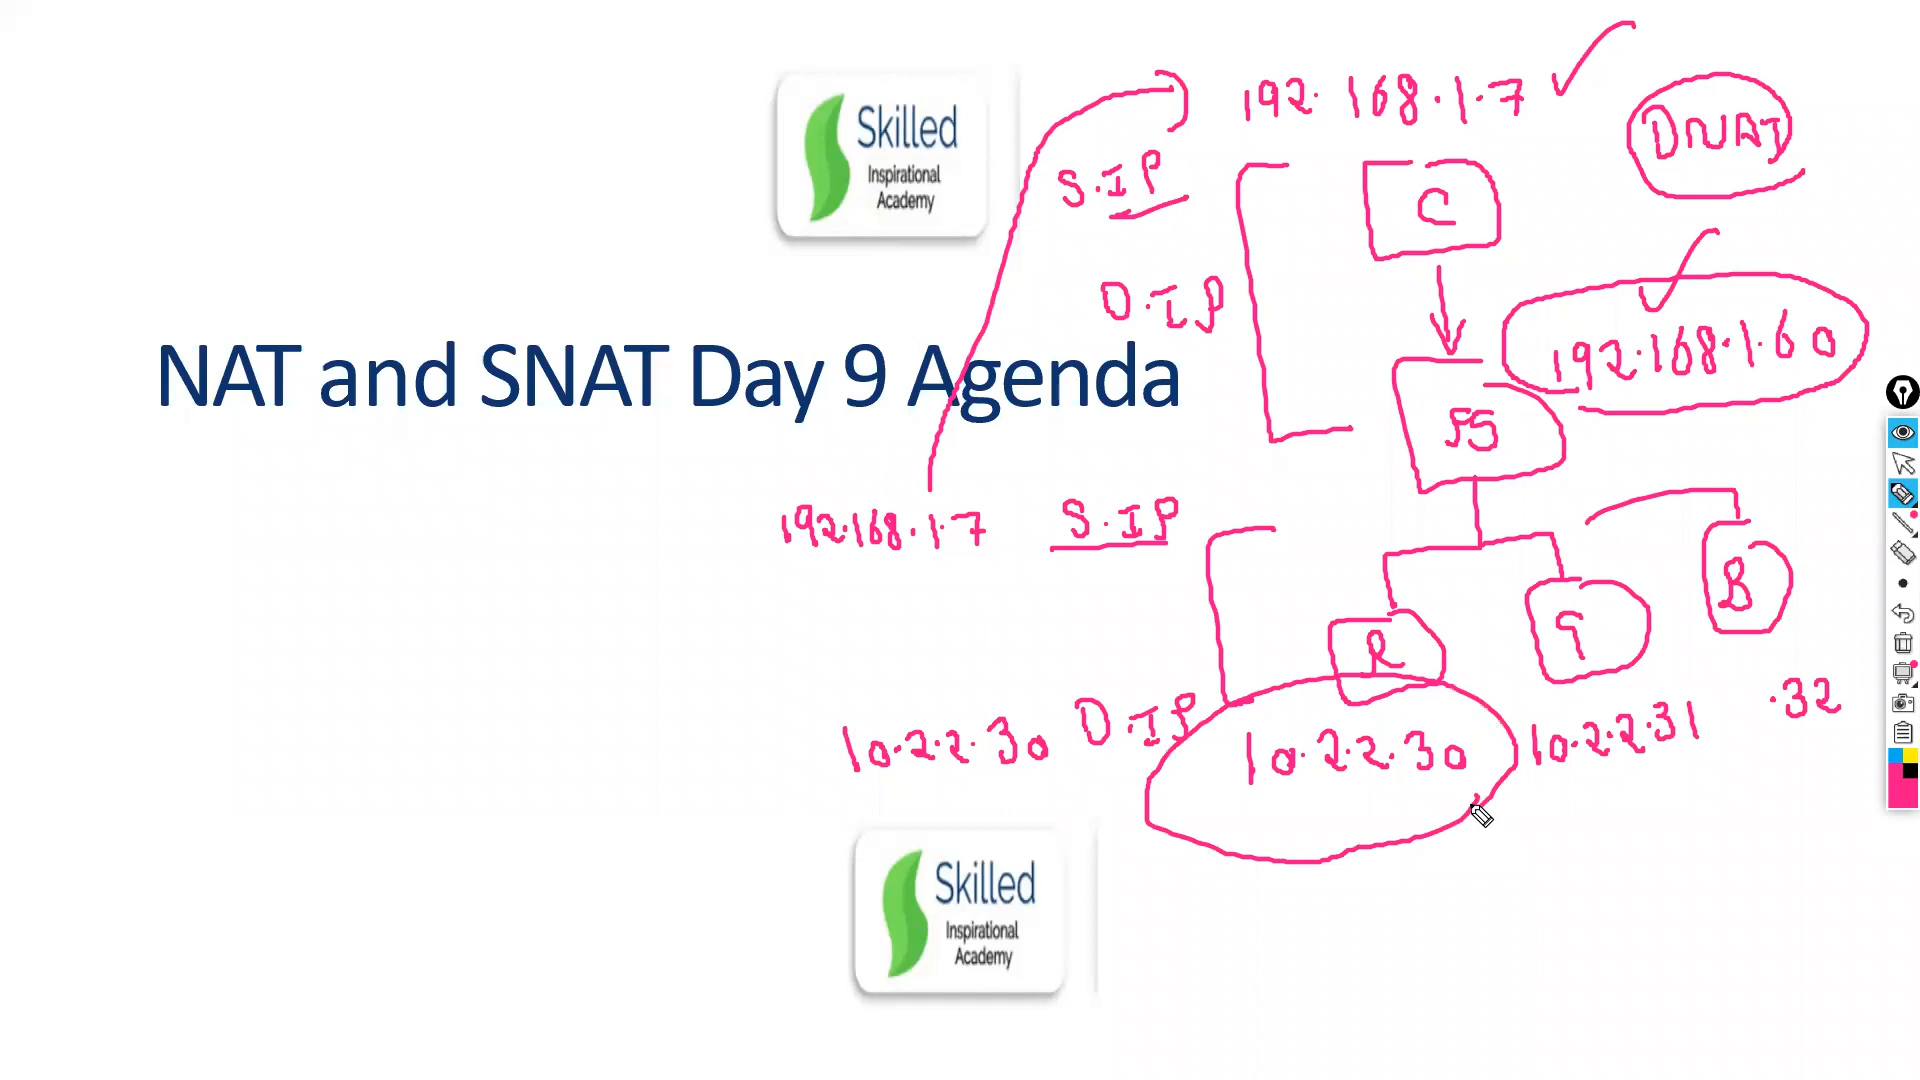 192.168.1.7
DNAT
Skilled
Inspirational
Academy
S.IP
C
D.IP
192.168.1.60
NAT and SNAT Day 9 Agenda
F5
192.168.1.7 S.IP
B
R
10.2.2.30 D.IP 10.2.2.30 10.2.2.31 .32
Skilled
Inspirational
Academy